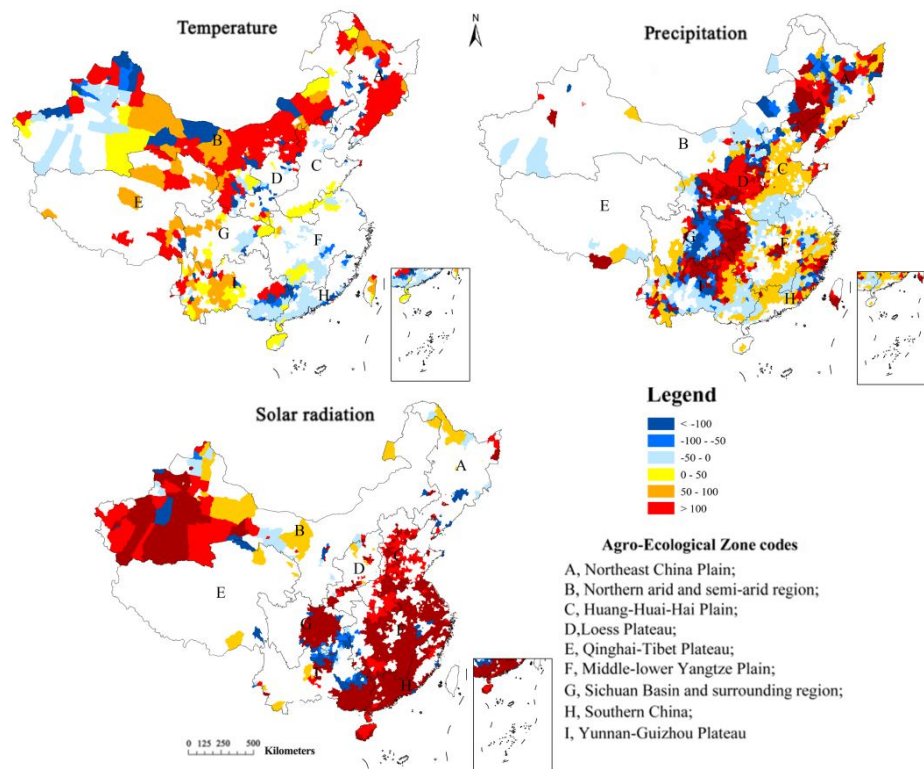 Temperature
N
Precipitation
A
B
C
D
E
F
G
H
I
B
C
D
E
F
G
H
I
Solar radiation
Legend
< -100
-100 - -50
-50 - 0
0 - 50
50 - 100
> 100
A
B
C
D
E
F
G
H
I
Agro-Ecological Zone codes
A, Northeast China Plain;
B, Northern arid and semi-arid region;
C, Huang-Huai-Hai Plain;
D,Loess Plateau;
E, Qinghai-Tibet Plateau;
F, Middle-lower Yangtze Plain;
G, Sichuan Basin and surrounding region;
H, Southern China;
I, Yunnan-Guizhou Plateau
0 125 250 500
Kilometers